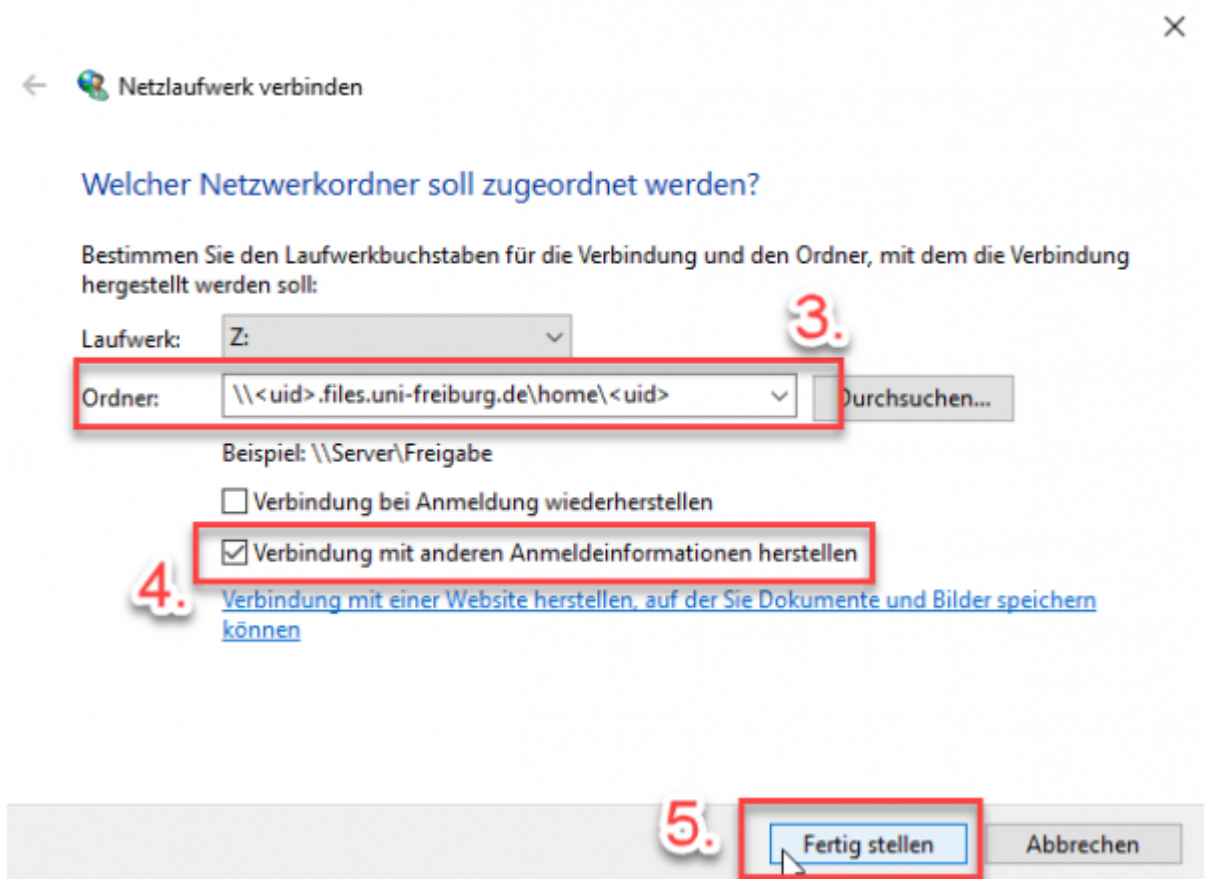 Netzlaufwerk verbinden
Welcher Netzwerkordner soll zugeordnet werden?
Bestimmen Sie den Laufwerkbuchstaben für die Verbindung und den Ordner, mit dem die Verbindung
hergestellt werden soll:
3.
Laufwerk: Z:
Ordner: \\<uid>.files.uni-freiburg.de\home\<uid> Durchsuchen...
Beispiel: \\Server\Freigabe
Verbindung bei Anmeldung wiederherstellen
Verbindung mit anderen Anmeldeinformationen herstellen
4.
Verbindung mit einer Website herstellen, auf der Sie Dokumente und Bilder speichern
können
5.
Fertig stellen Abbrechen